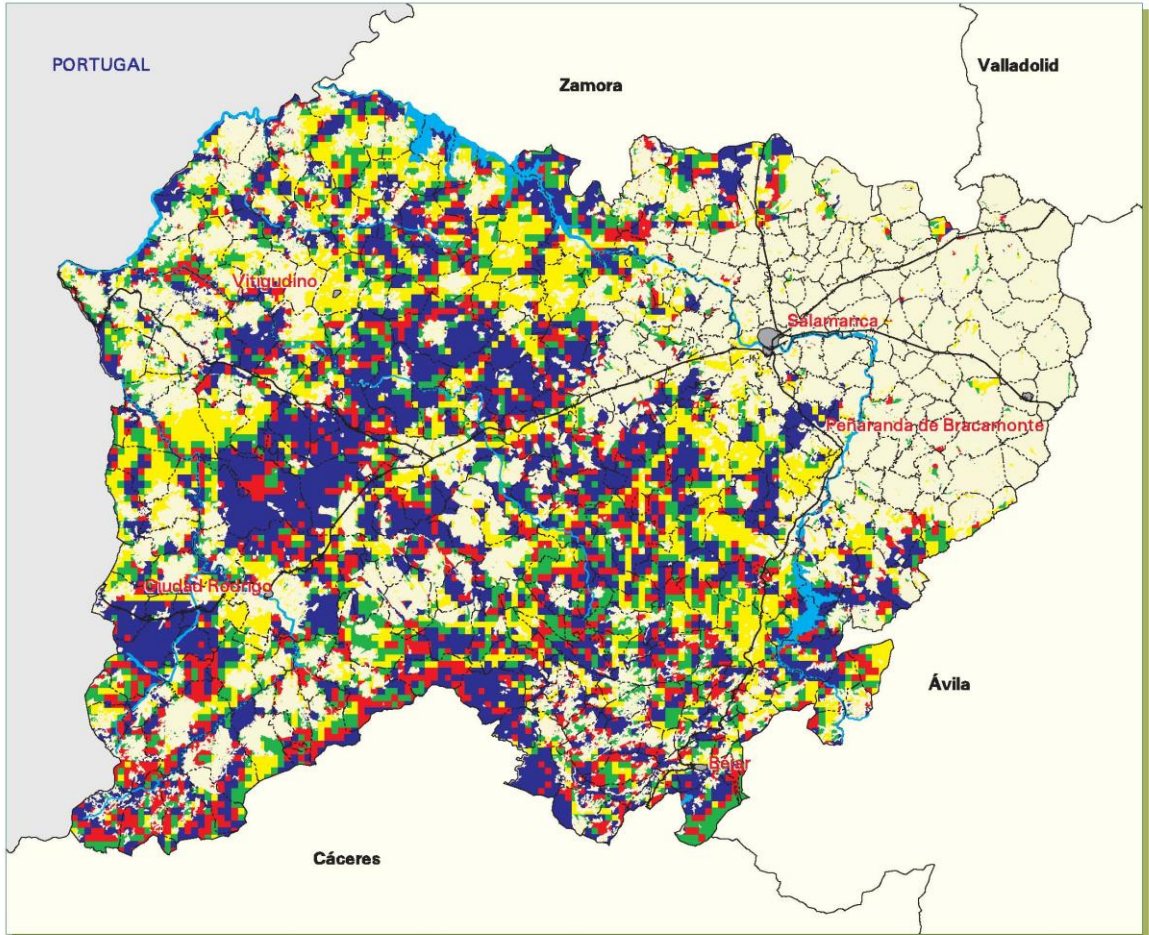 PORTUGAL
Valladolid
Zamora
Vitigudino
Salamanca
Peñaranda de Bracamonte
Ciudad Rodrigo
Ávila
Béjar
Cáceres